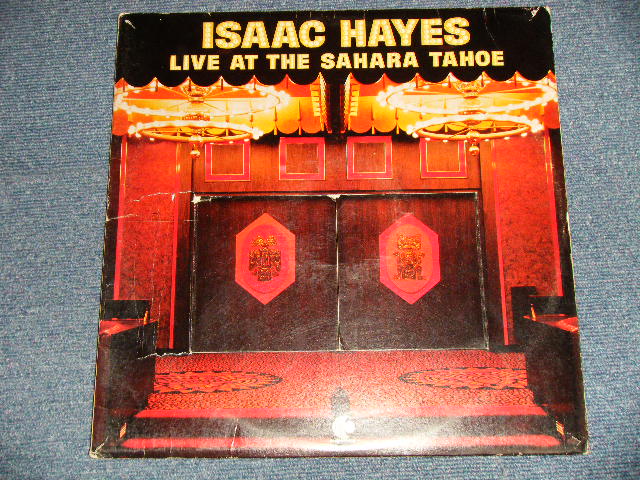 ISAAC HAYES
LIVE AT THE SAHARA TAHOE